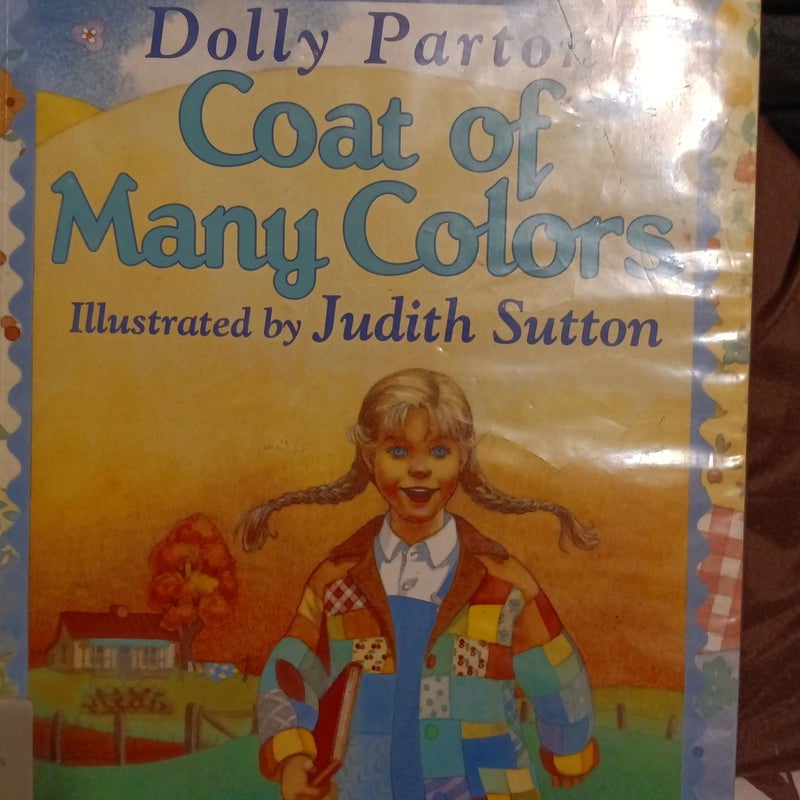 Dolly Parton
Coat of
Many Colors
Illustrated by Judith Sutton